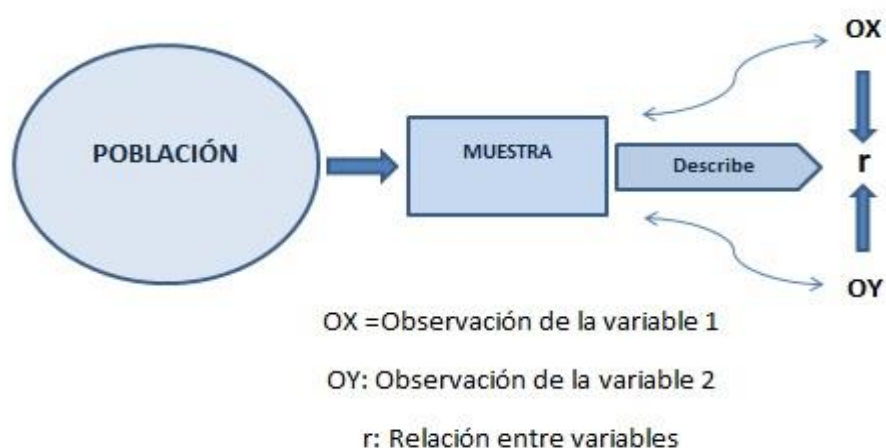 OX
POBLACIÓN
MUESTRA
Describe
r
OY
OX =Observación de la variable 1
OY: Observación de la variable 2
r: Relación entre variables